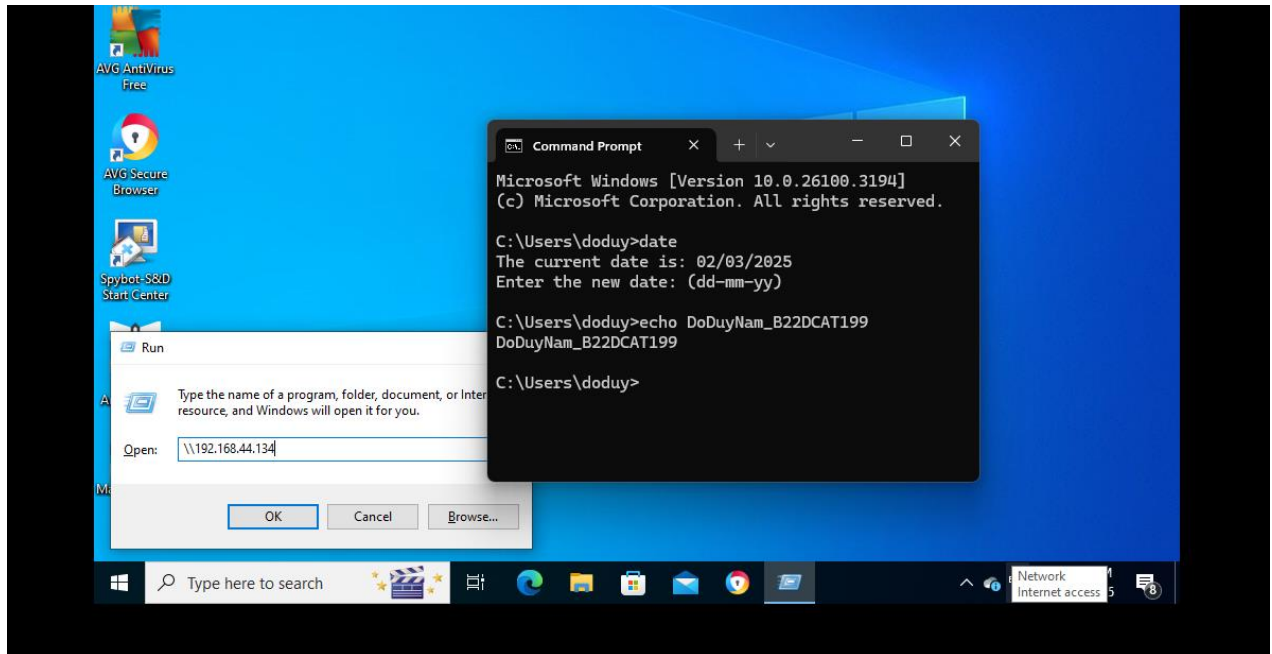 AVG AntiVirus
Free
AVG Secure
Browser
Spybot-S&D
Start Center
Command Prompt
Microsoft Windows [Version 10.0.26100.3194]
(c) Microsoft Corporation. All rights reserved.
C:\Users\doduy>date
The current date is: 02/03/2025
Enter the new date: (dd-mm-yy)
C:\Users\doduy>echo DoDuyNam_B22DCAT199
DoDuyNam_B22DCAT199
C:\Users\doduy>
Run
Type the name of a program, folder, document, or Inter
resource, and Windows will open it for you.
Open: \\192.168.44.134
OK Cancel Browse...
Type here to search
Network
Internet access
8